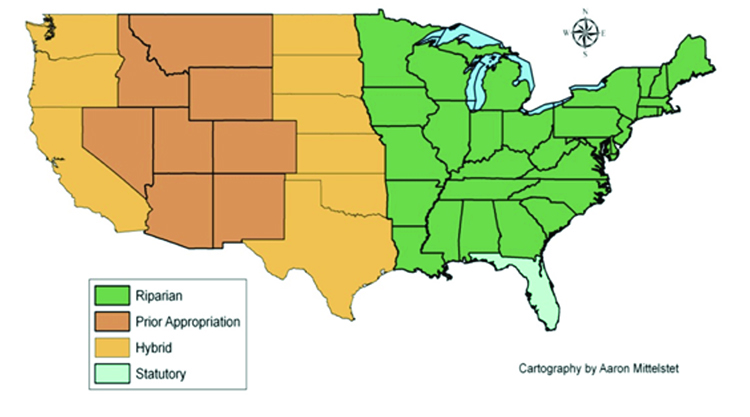 N
W E
S
Riparian
Prior Appropriation
Hybrid
Statutory
Cartography by Aaron Mittelstet